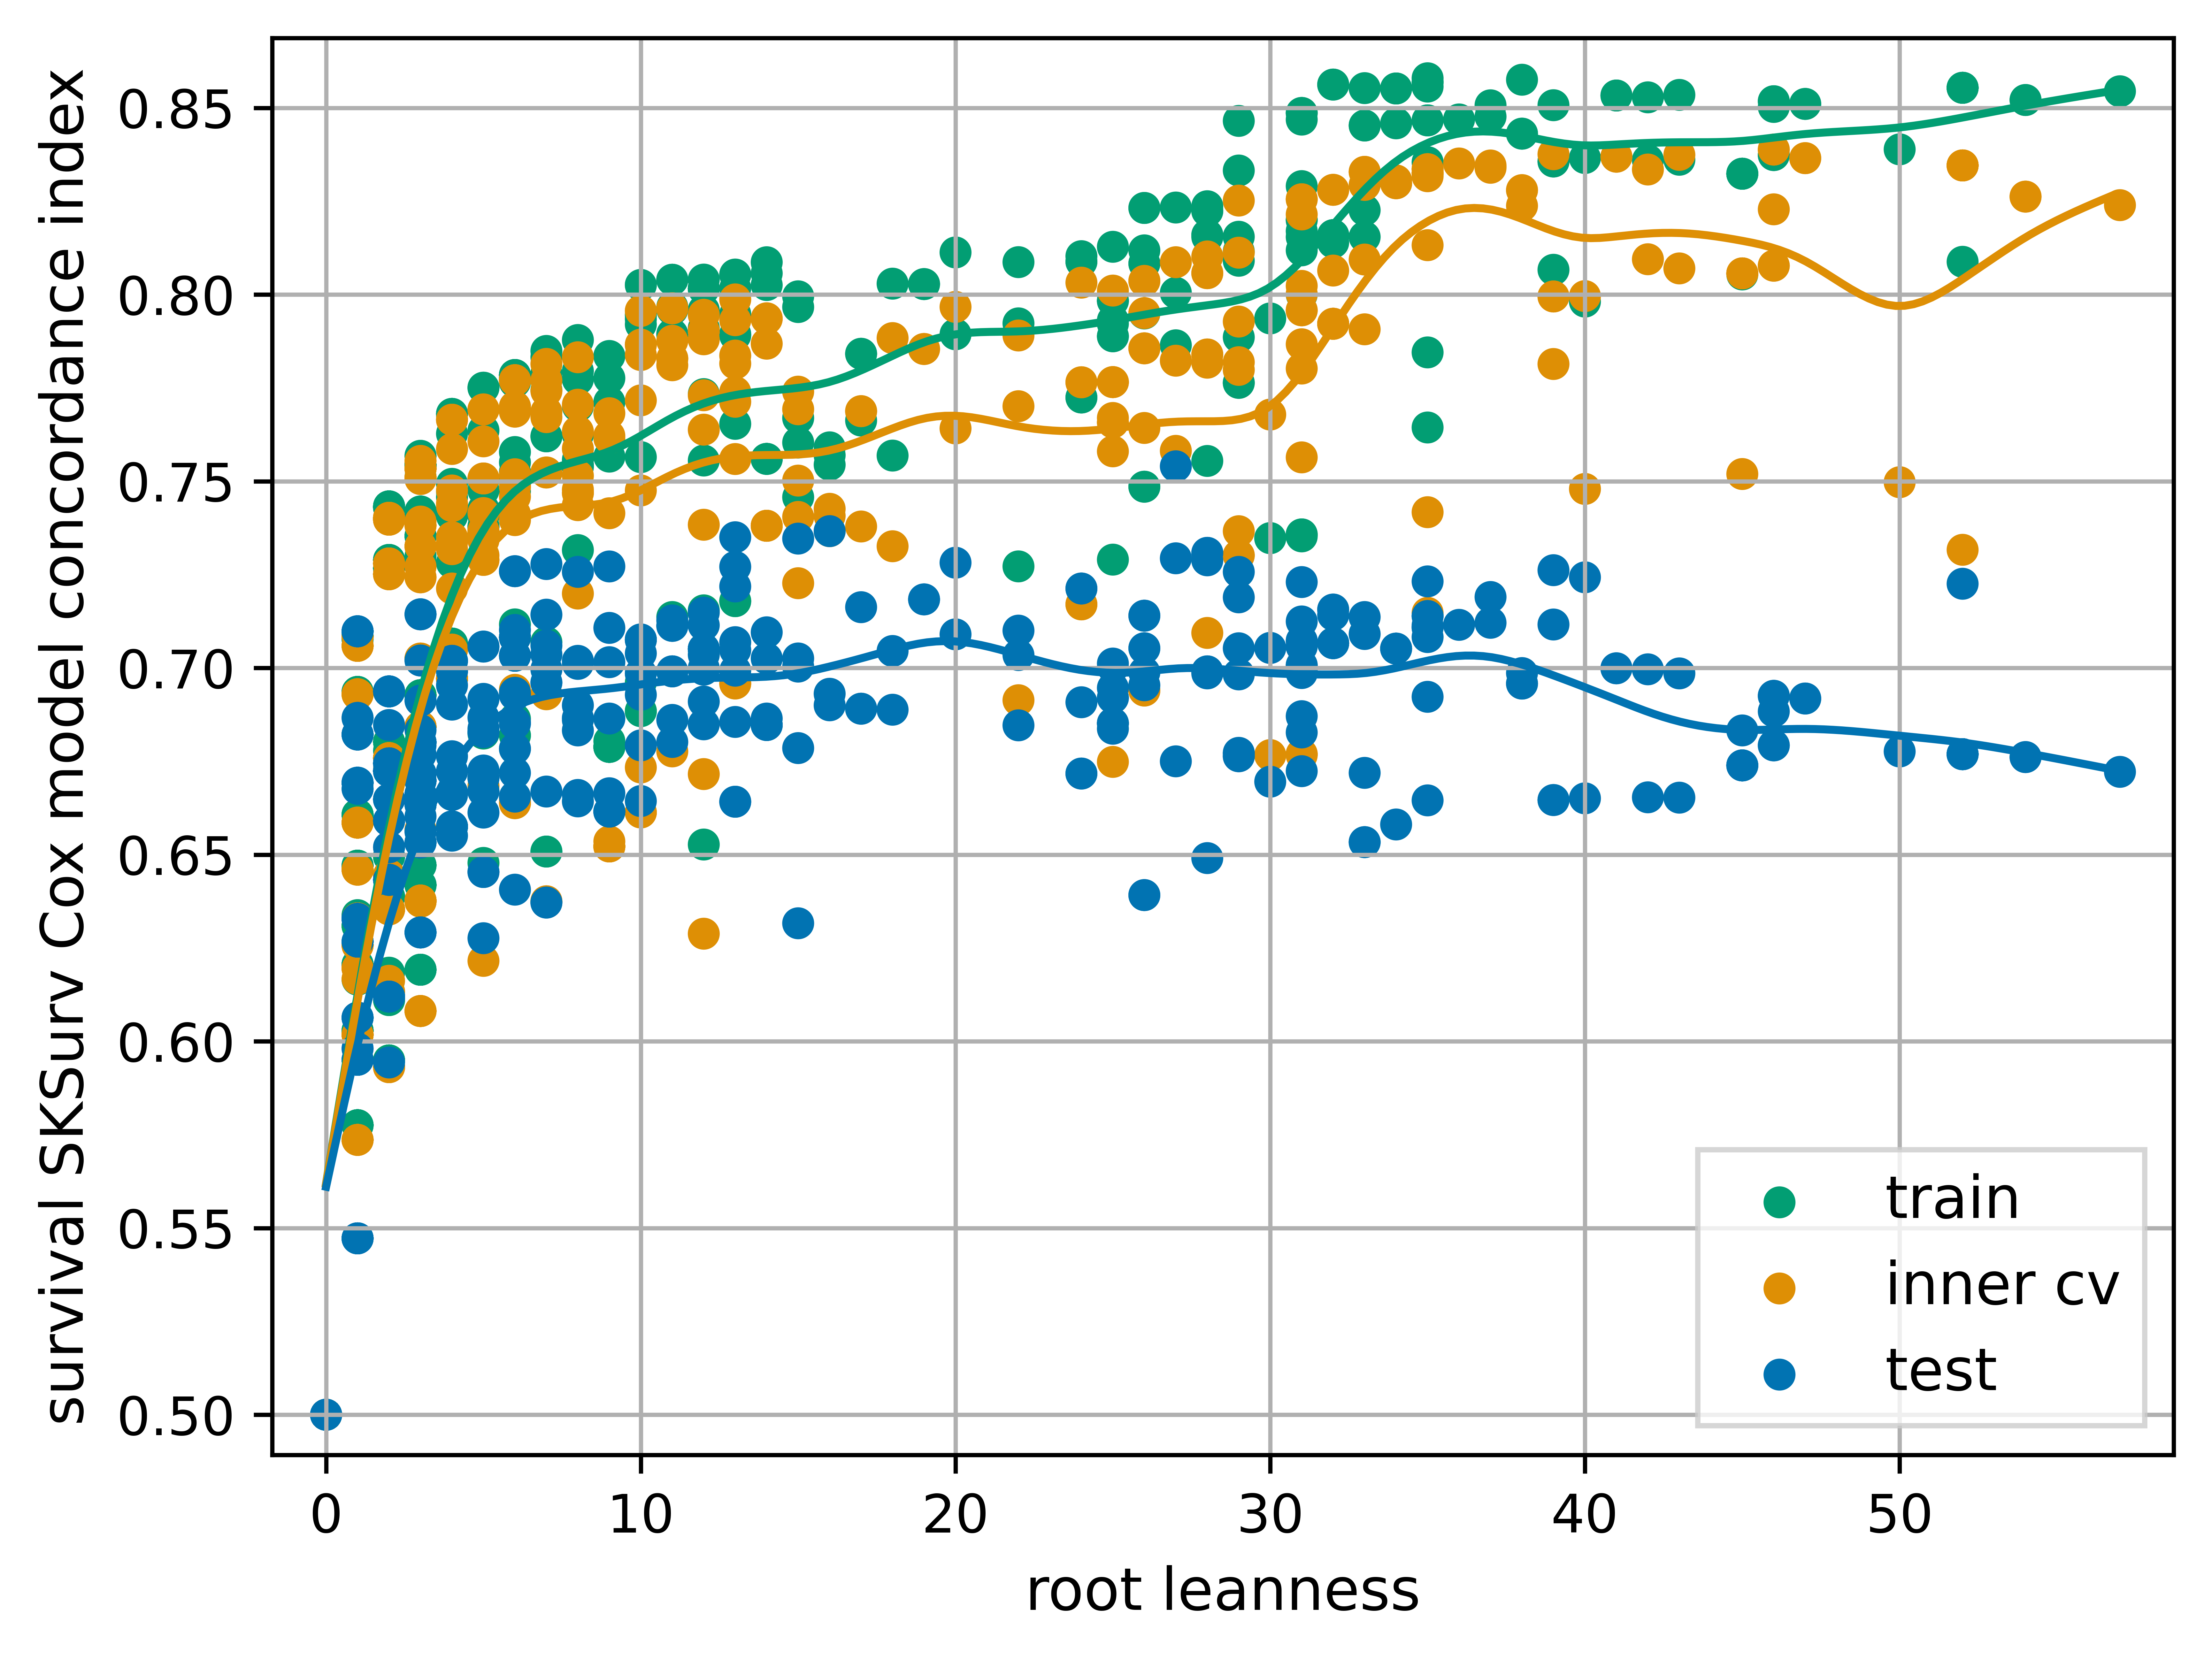 survival SKSurv Cox model concordance index
0.85
0.80
0.75
0.70
0.65
0.60
0.55
0.50
0 10 20 30 40 50
root leanness
train
inner cv
test